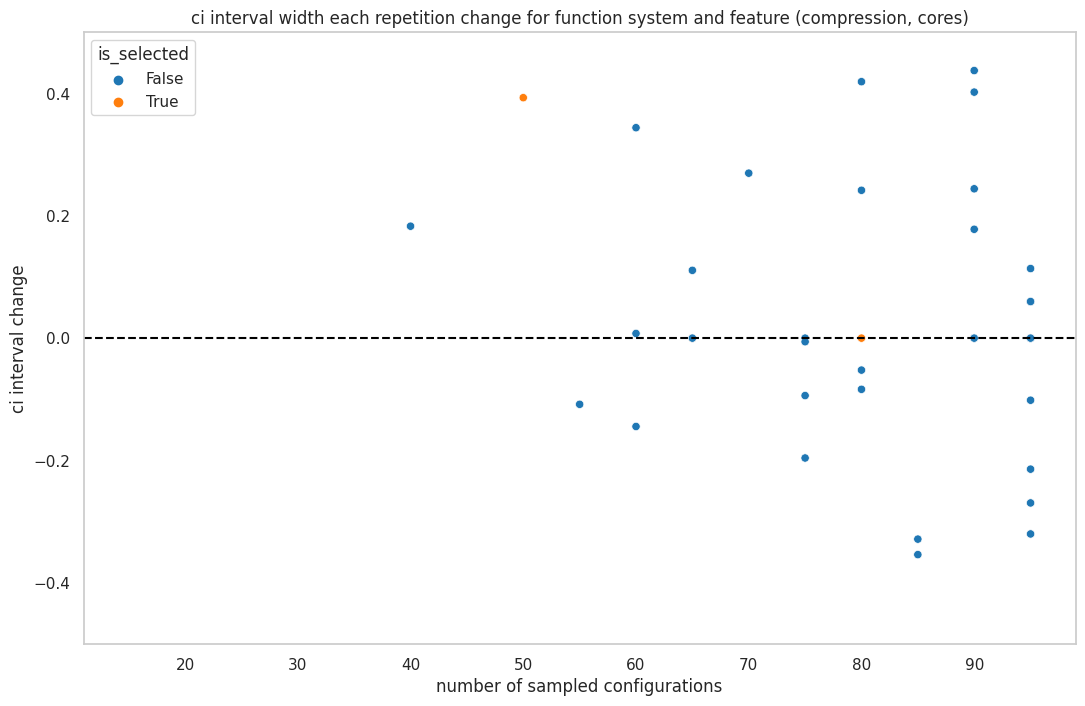 ci interval width each repetition change for function system and feature (compression, cores)
is_selected
False
True
ci interval change
0.4
0.2
0.0
−0.2
−0.4
20 30 40 50 60 70 80 90
number of sampled configurations